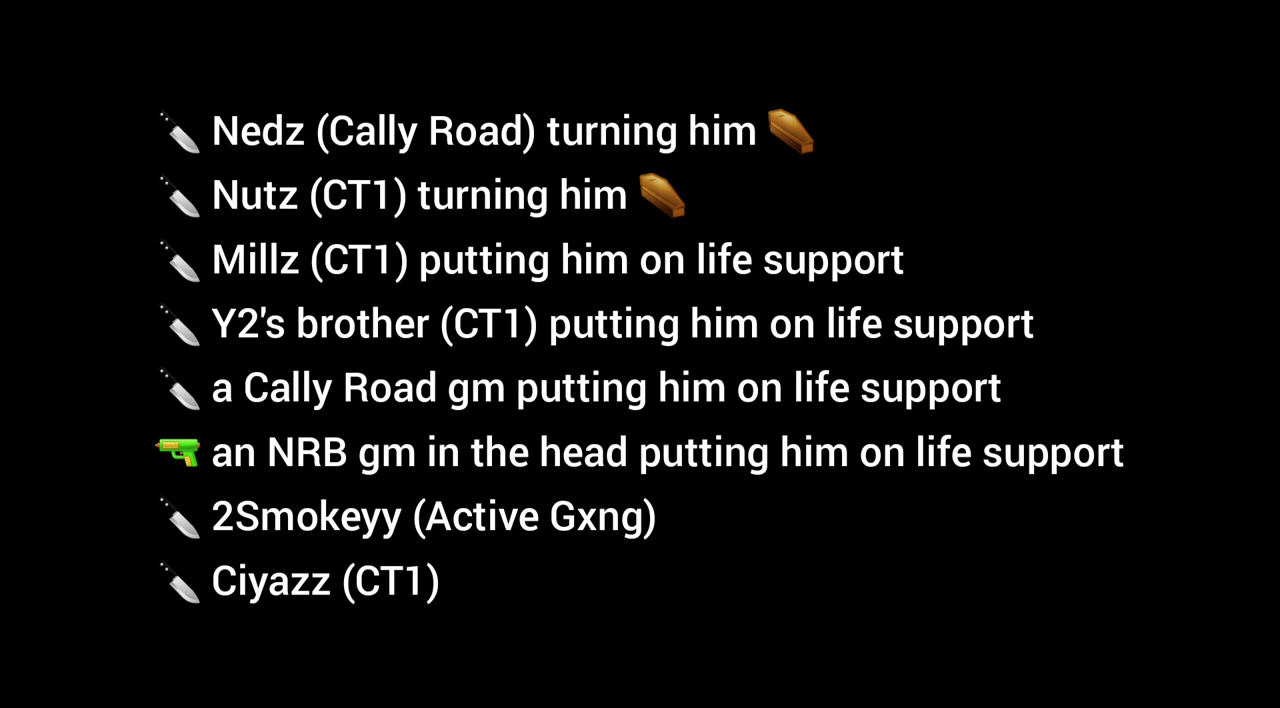 🔪 Nedz (Cally Road) turning him ⚰️
🔪 Nutz (CT1) turning him ⚰️
🔪 Millz (CT1) putting him on life support
🔪 Y2's brother (CT1) putting him on life support
🔪 a Cally Road gm putting him on life support
🔫 an NRB gm in the head putting him on life support
🔪 2Smokeyy (Active Gxng)
🔪 Ciyazz (CT1)